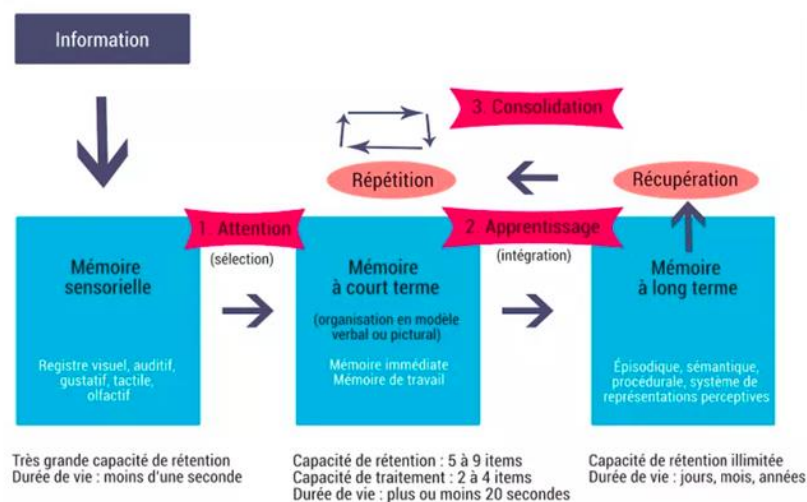 Information
3. Consolidation
Répétition
Récupération
1. Attention
(sélection)
2. Apprentissage
(intégration)
Mémoire
sensorielle
Registre visuel, auditif,
gustatif, tactile,
olfactif
Mémoire
à court terme
(organisation en modèle
verbal ou pictural)
Mémoire immédiate
Mémoire de travail
Mémoire
à long terme
Épisodique, sémantique,
procédurale, système de
représentations perceptives
Très grande capacité de rétention
Durée de vie : moins d'une seconde
Capacité de rétention : 5 à 9 items
Capacité de traitement : 2 à 4 items
Durée de vie : plus ou moins 20 secondes
Capacité de rétention illimitée
Durée de vie : jours, mois, années